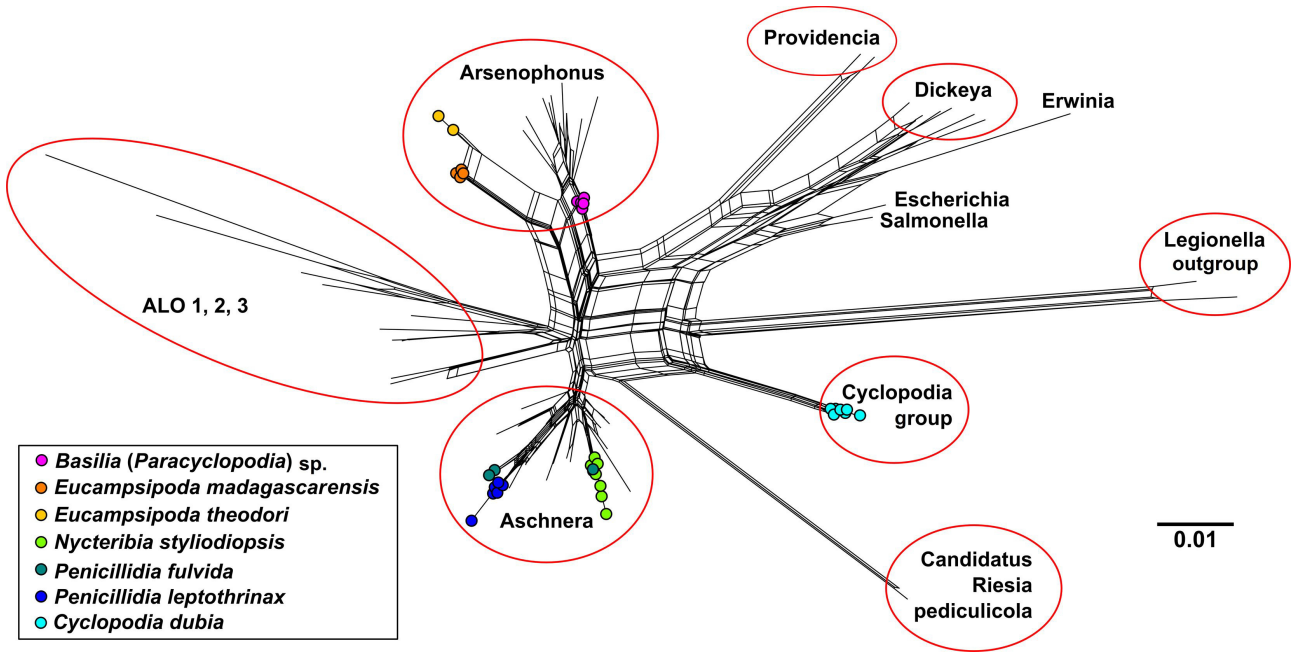 Providencia
Arsenophonus
Dickeya
Erwinia
Escherichia
Salmonella
Legionella
outgroup
ALO 1, 2, 3
Cyclopodia
group
Basilia (Paracyclopodia) sp.
Eucampsipoda madagascarensis
Eucampsipoda theodori
Nycteribia styliodiopsis
Penicillidia fulvida
Penicillidia leptothrinax
Cyclopodia dubia
Aschnera
0.01
Candidatus
Riesia
pediculicola